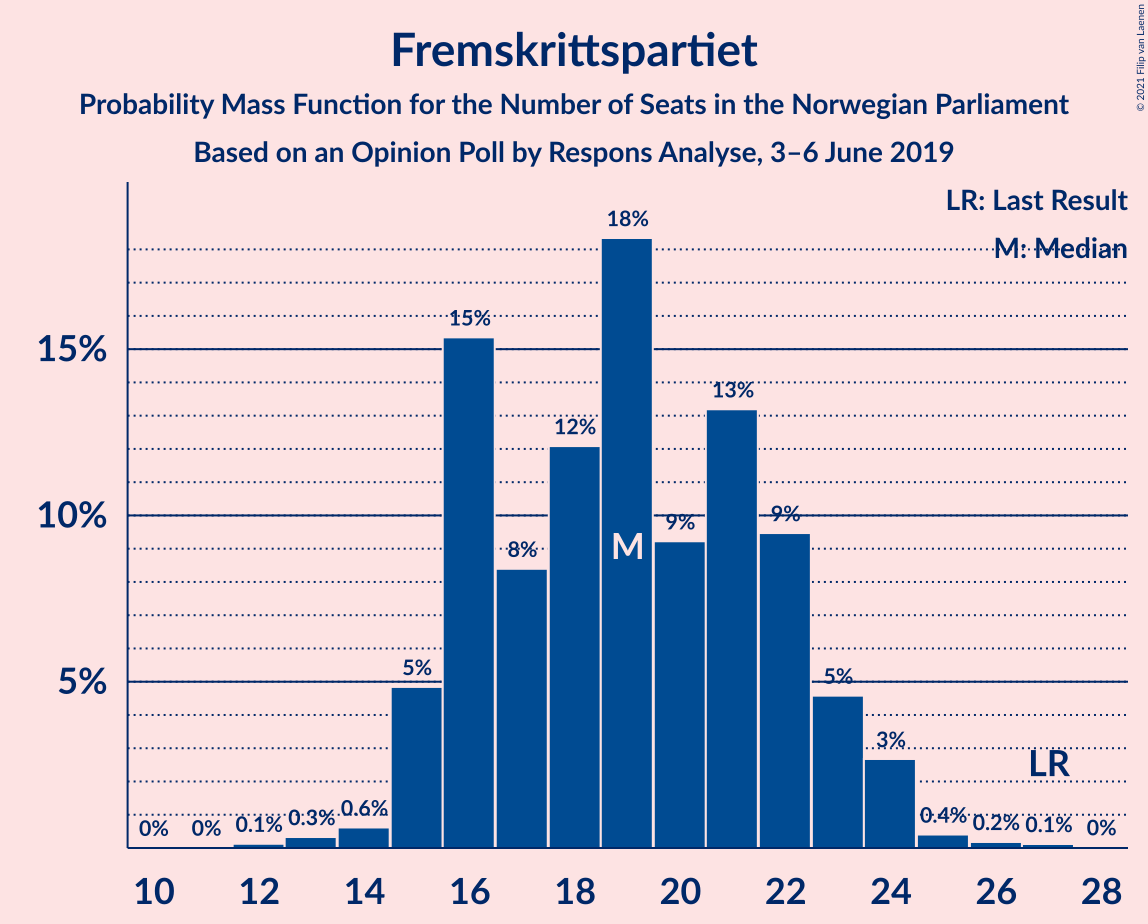 Fremskrittspartiet
Probability Mass Function for the Number of Seats in the Norwegian Parliament
Based on an Opinion Poll by Respons Analyse, 3–6 June 2019
© 2021 Filip van Laenen
LR: Last Result
M: Median
15%
10%
5%
0%
0%
0.1%
0.3%
0.6%
5%
15%
8%
12%
18%
M
9%
13%
9%
5%
3%
0.4%
0.2%
LR
0.1%
0%
10 12 14 16 18 20 22 24 26 28